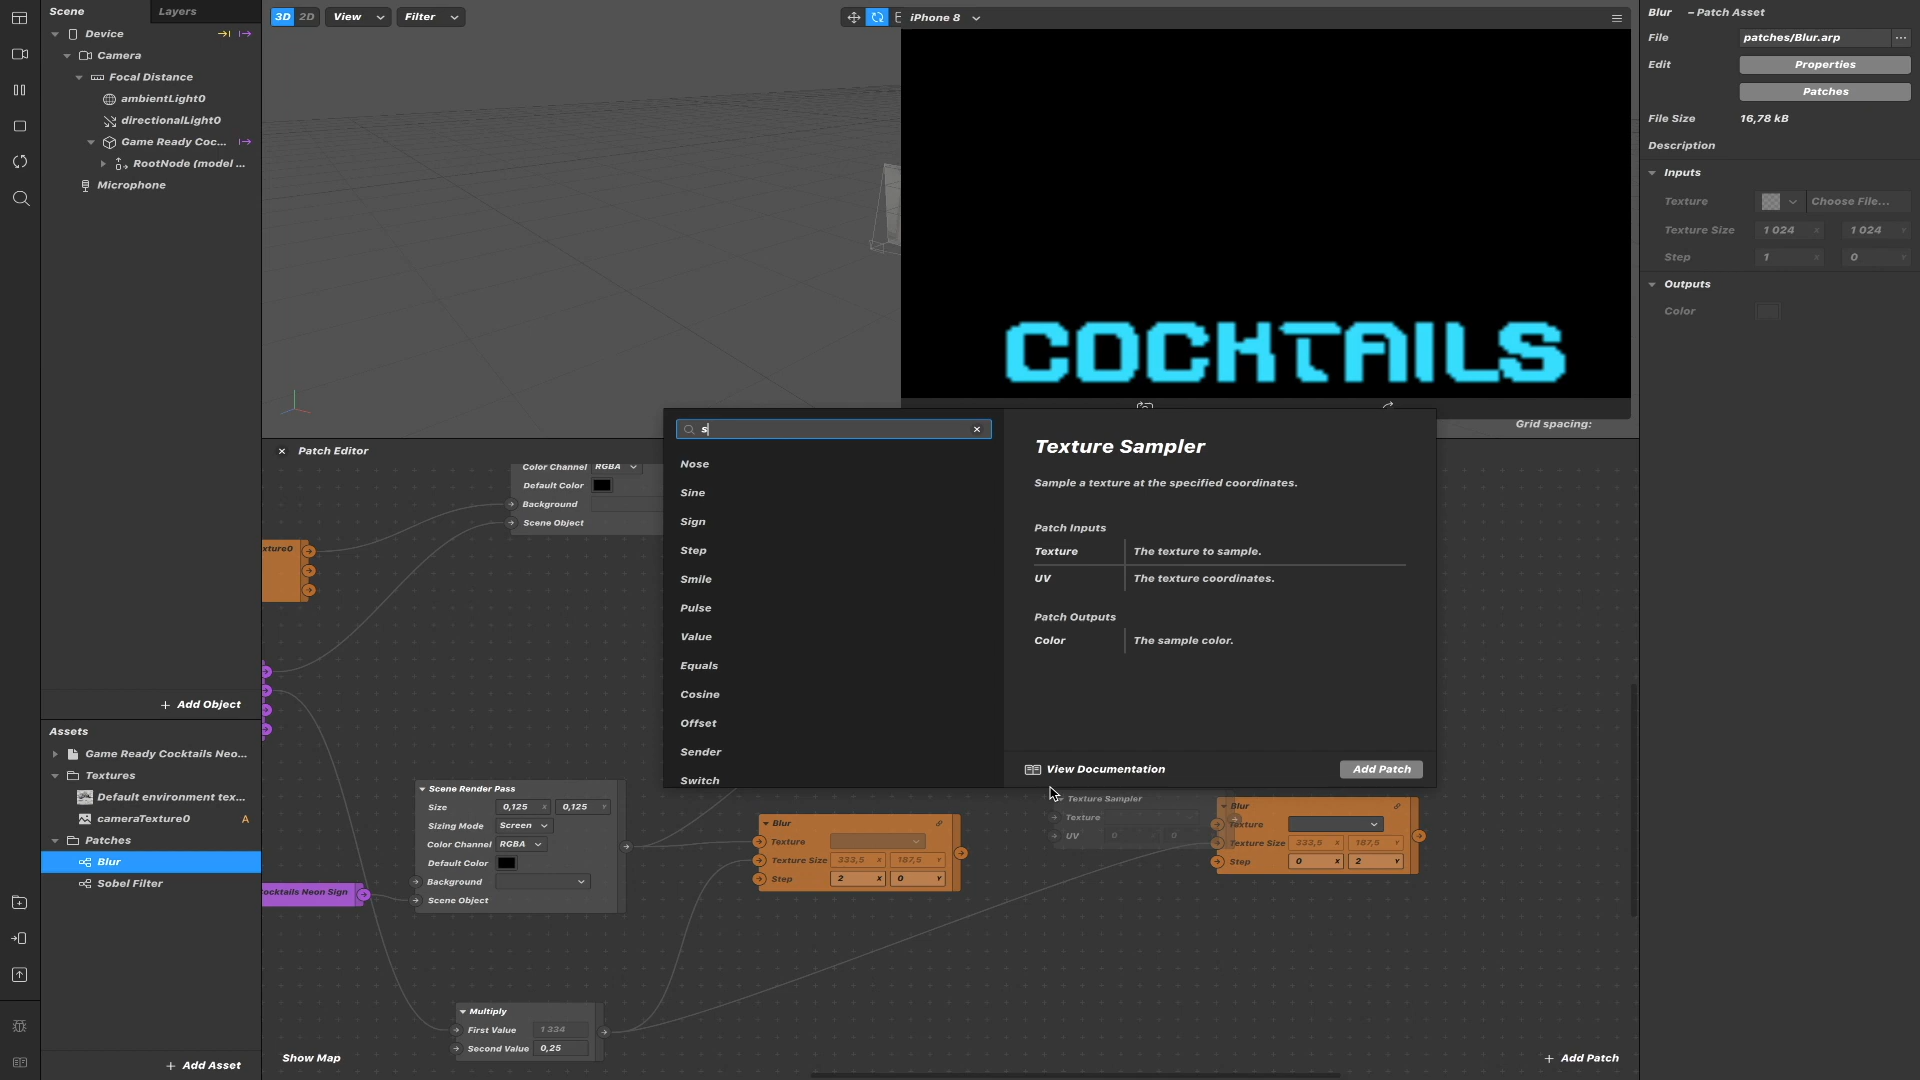 Scene
Layers
Device
Camera
Focal Distance
ambientLight0
directionalLight0
Game Ready Coc...
RootNode (model ...
Microphone
+ Add Object
Assets
Game Ready Cocktails Neo...
Textures
Default environment tex...
cameraTexture0 A
Patches
Blur
Sobel Filter
+ Add Asset
3D 2D
View
Filter
iPhone 8
COCKTAILS
Grid spacing:
Patch Editor
Color Channel RGBA
Default Color
Background
Scene Object
xture0
Scene Render Pass
Size 0,125 X 0,125 Y
Sizing Mode Screen
Color Channel RGBA
Default Color
Background
Scene Object
ocktails Neon Sign
Multiply
First Value 1 334
Second Value 0,25
Show Map
s
Nose
Sine
Sign
Step
Smile
Pulse
Value
Equals
Cosine
Offset
Sender
Switch
Texture Sampler
Sample a texture at the specified coordinates.
Patch Inputs
Texture The texture to sample.
UV The texture coordinates.
Patch Outputs
Color The sample color.
View Documentation
Add Patch
Blur
Texture
Texture Size 333,5 X 187,5 Y
Step 2 X 0 Y
Texture Sampler
Texture
UV 0 0
Blur
Texture
Texture Size 333,5 X 187,5 Y
Step 0 X 2 Y
+ Add Patch
Blur – Patch Asset
File patches/Blur.arp ...
Edit Properties
Patches
File Size 16,78 kB
Description
Inputs
Texture Choose File...
Texture Size 1 024 X 1 024 Y
Step 1 X 0 Y
Outputs
Color